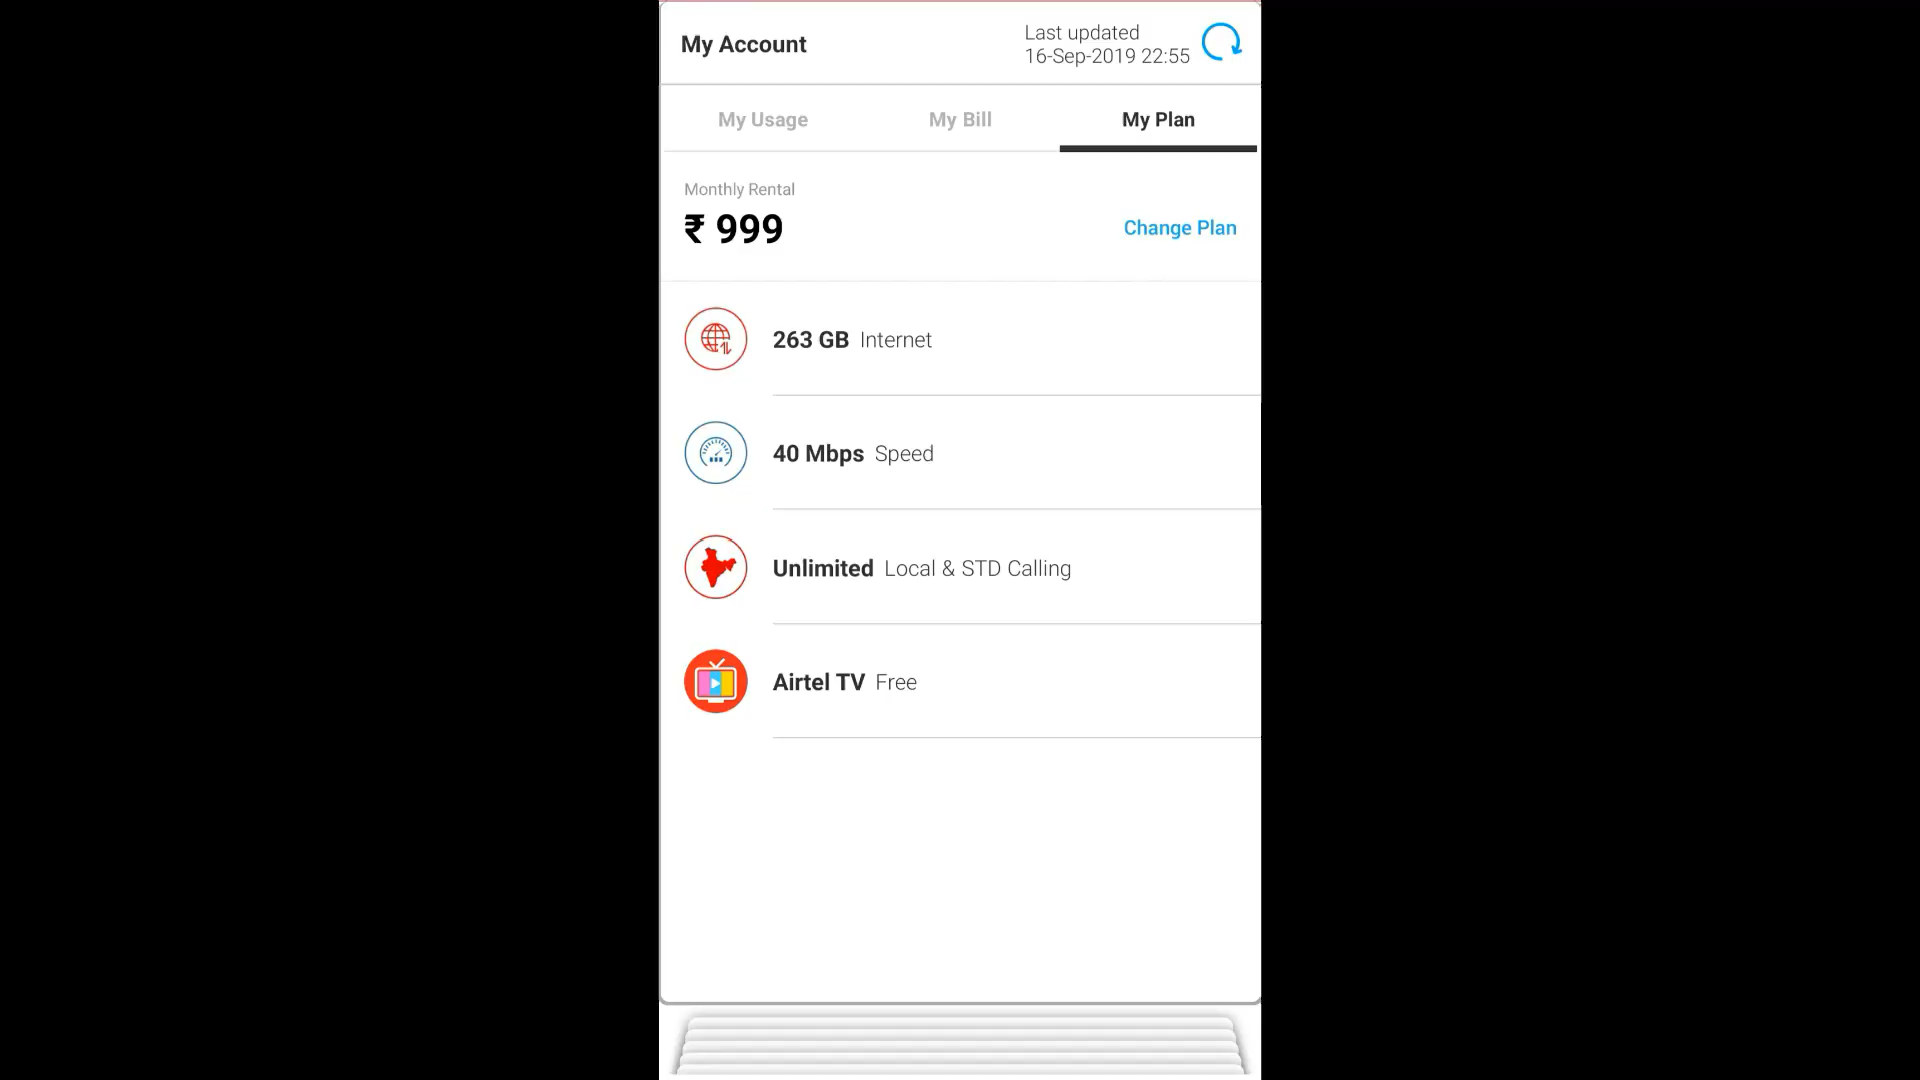 My Account
Last updated
16-Sep-2019 22:55
My Usage
My Bill
My Plan
Monthly Rental
₹ 999
Change Plan
263 GB Internet
40 Mbps Speed
Unlimited Local & STD Calling
Airtel TV Free